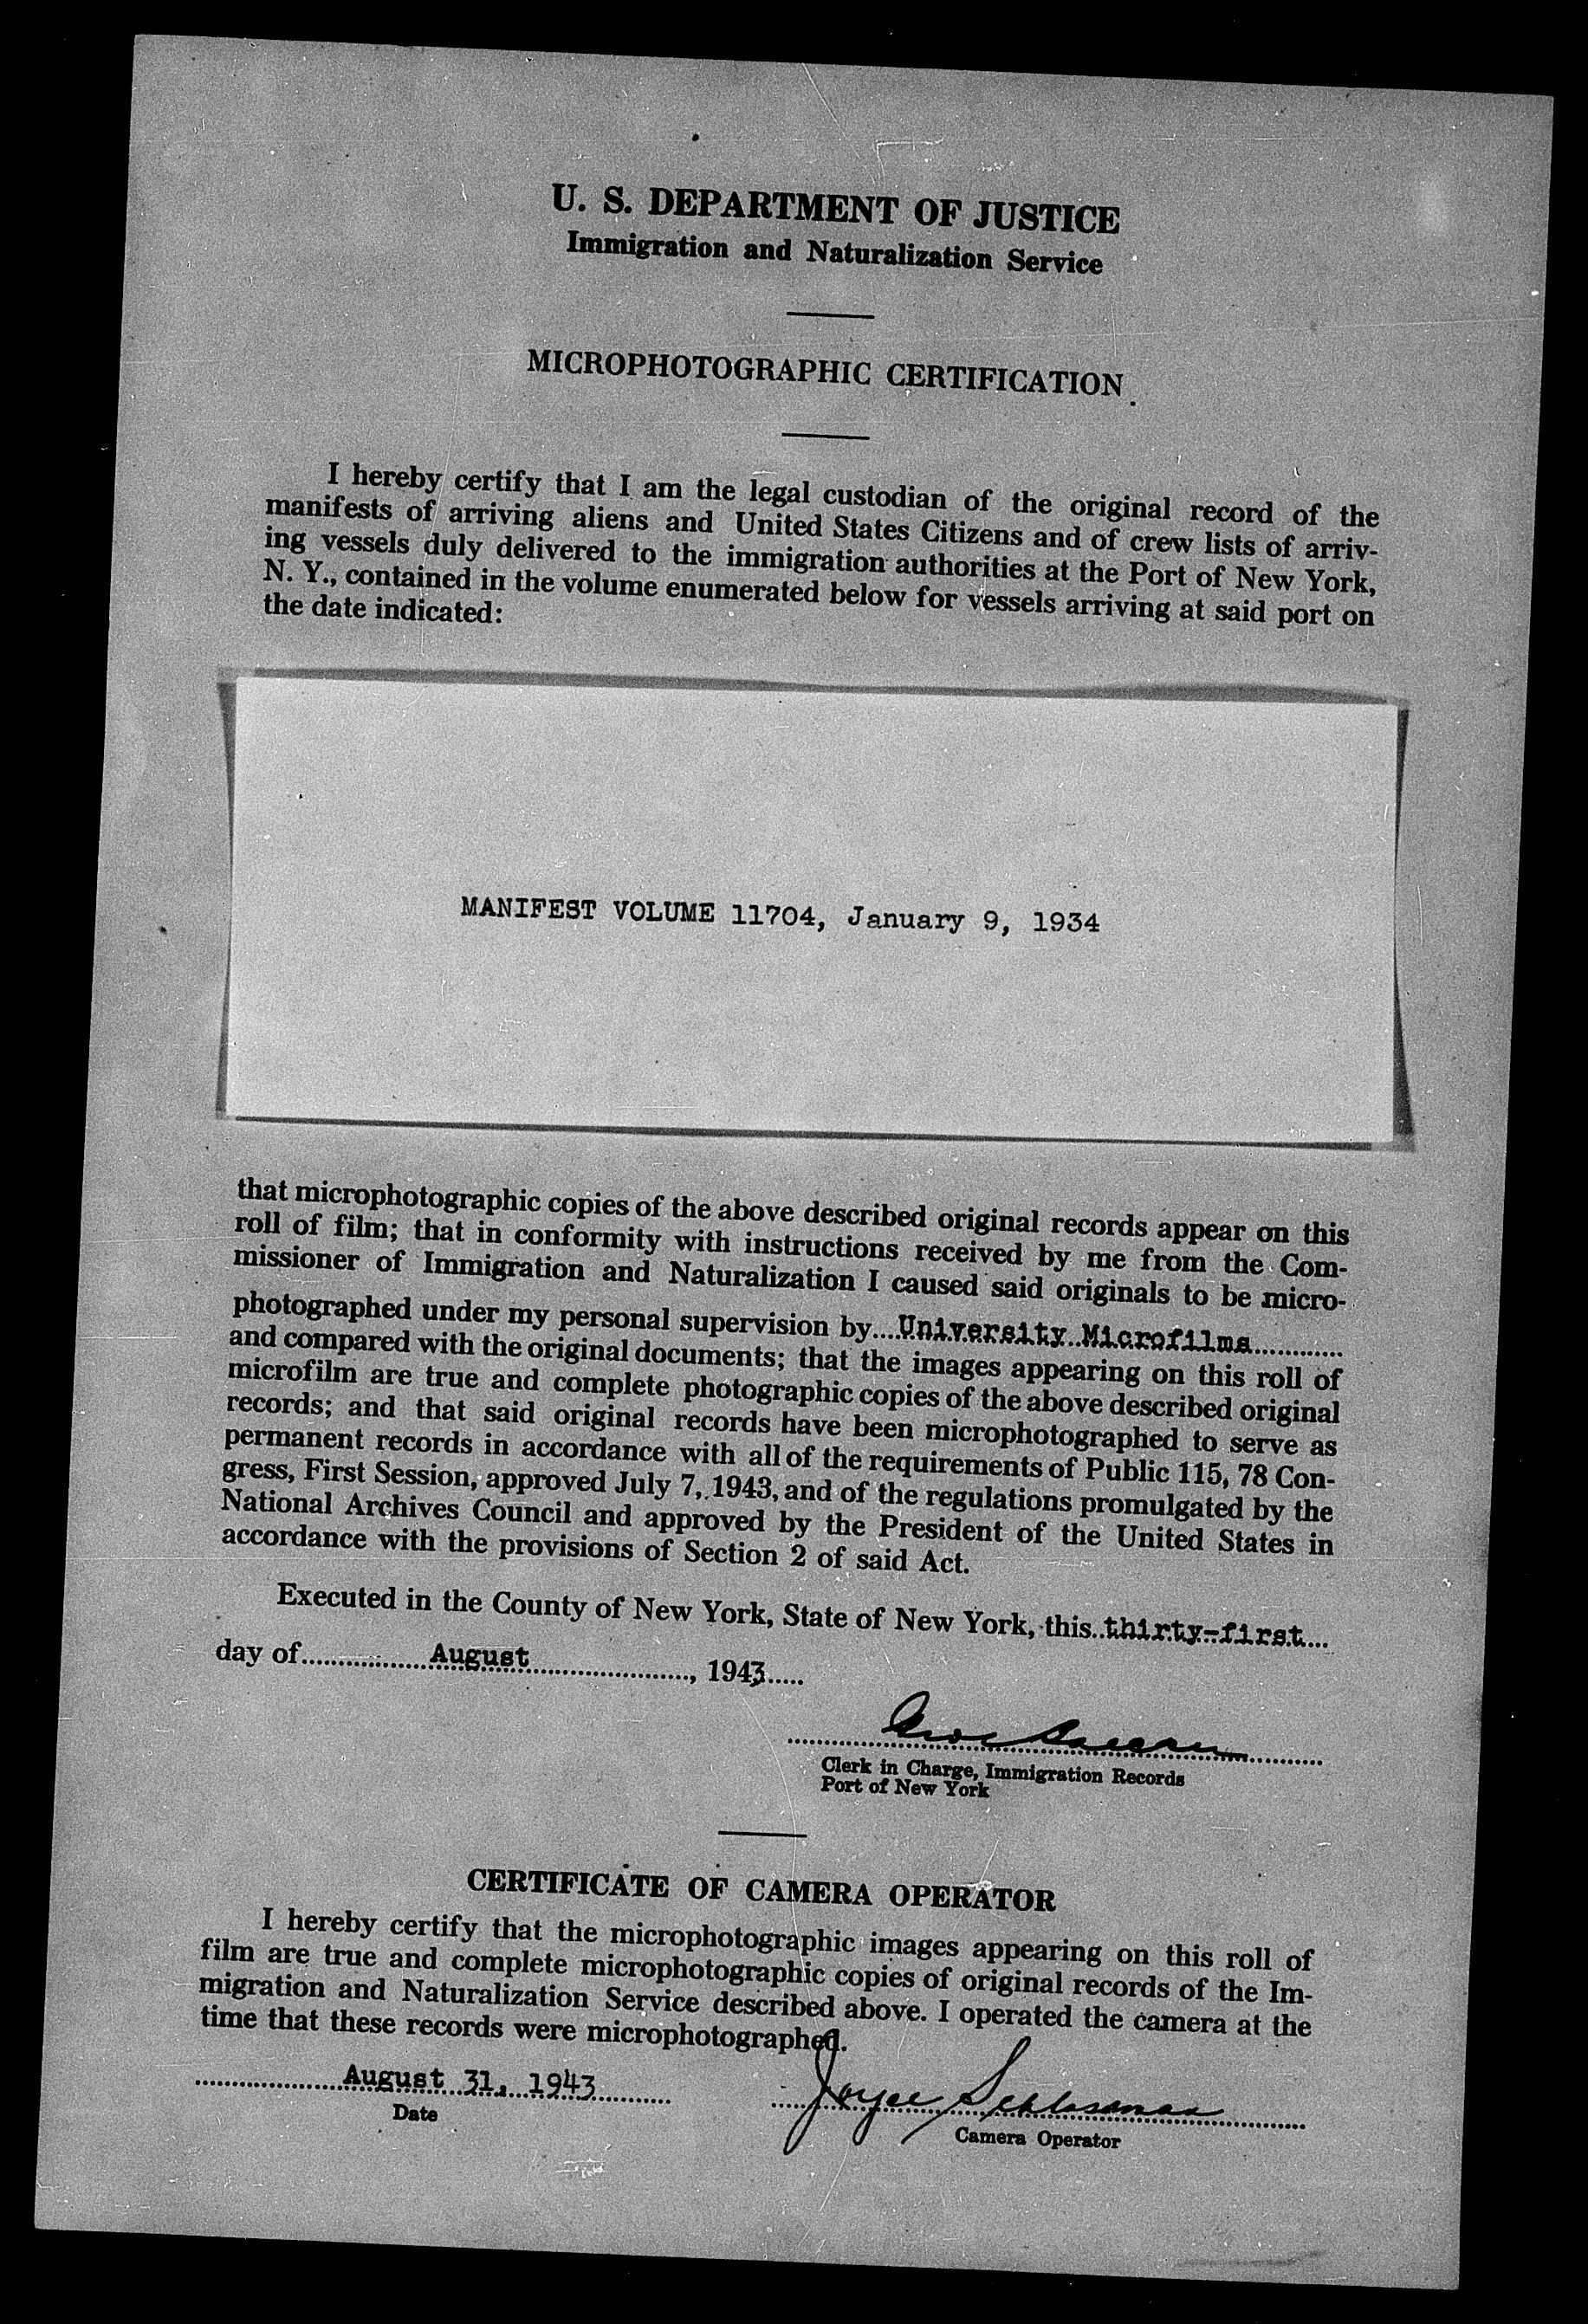 U. S. DEPARTMENT OF JUSTICE
Immigration and Naturalization Service
MICROPHOTOGRAPHIC CERTIFICATION
I hereby certify that I am the legal custodian of the original record of the
manifests of arriving aliens and United States Citizens and of crew lists of arriv-
ing vessels duly delivered to the immigration authorities at the Port of New York,
N. Y., contained in the volume enumerated below for vessels arriving at said port on
the date indicated:
MANIFEST VOLUME 11704, January 9, 1934
that microphotographic copies of the above described original records appear on this
roll of film; that in conformity with instructions received by me from the Com-
missioner of Immigration and Naturalization I caused said originals to be micro-
photographed under my personal supervision by....University Microfilms............
and compared with the original documents; that the images appearing on this roll of
microfilm are true and complete photographic copies of the above described original
records; and that said original records have been microphotographed to serve as
permanent records in accordance with all of the requirements of Public 115, 78 Con-
gress, First Session, approved July 7, 1943, and of the regulations promulgated by the
National Archives Council and approved by the President of the United States in
accordance with the provisions of Section 2 of said Act.
Executed in the County of New York, State of New York, this..thirty-first...
day of..................August........................, 1943.....
Clerk in Charge, Immigration Records
Port of New York
CERTIFICATE OF CAMERA OPERATOR
I hereby certify that the microphotographic images appearing on this roll of
film are true and complete microphotographic copies of original records of the Im-
migration and Naturalization Service described above. I operated the camera at the
time that these records were microphotographed.
August 31, 1943
Joyce
Date
Camera Operator